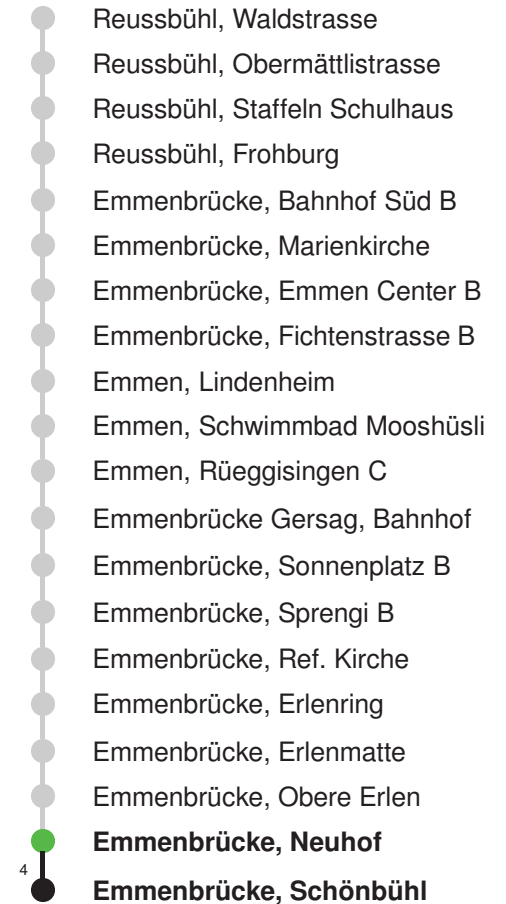 Reussbühl, Waldstrasse
Reussbühl, Obermättlistrasse
Reussbühl, Staffeln Schulhaus
Reussbühl, Frohburg
Emmenbrücke, Bahnhof Süd B
Emmenbrücke, Marienkirche
Emmenbrücke, Emmen Center B
Emmenbrücke, Fichtenstrasse B
Emmen, Lindenheim
Emmen, Schwimmbad Mooshüsli
Emmen, Rüeggisingen C
Emmenbrücke Gersag, Bahnhof
Emmenbrücke, Sonnenplatz B
Emmenbrücke, Sprengi B
Emmenbrücke, Ref. Kirche
Emmenbrücke, Erlenring
Emmenbrücke, Erlenmatte
Emmenbrücke, Obere Erlen
Emmenbrücke, Neuhof
4
Emmenbrücke, Schönbühl